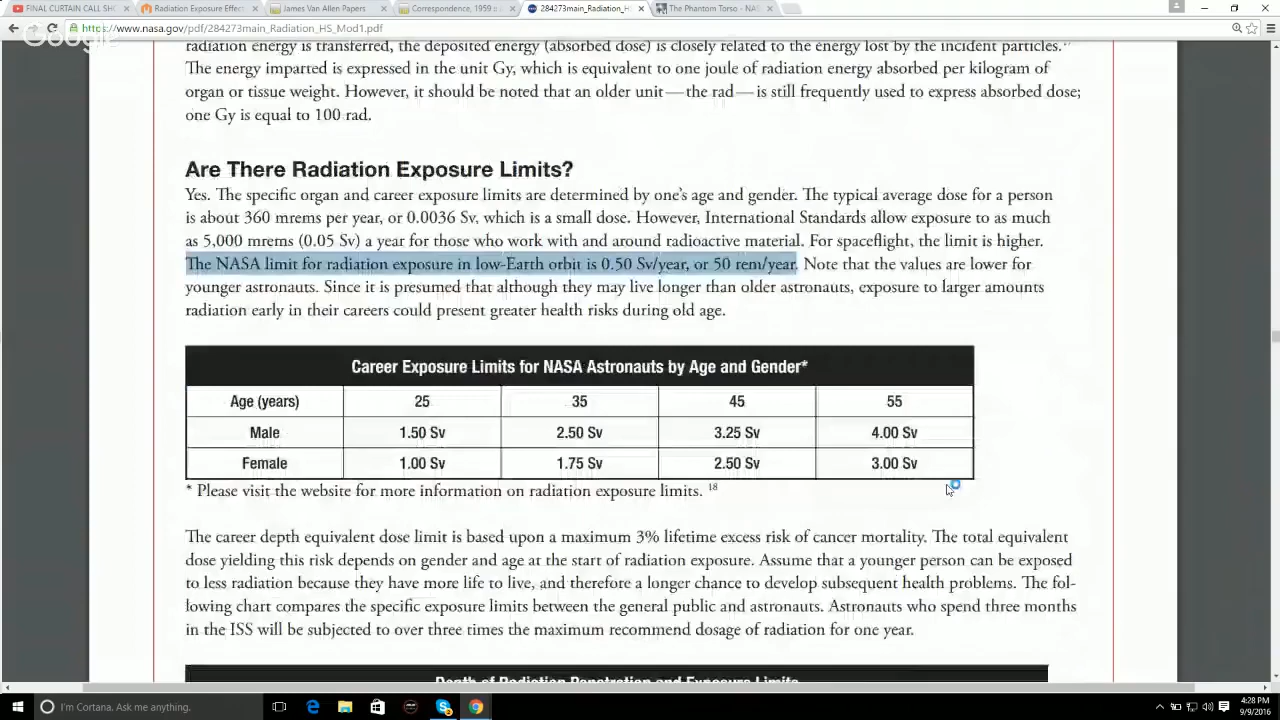 FINAL CURTAIN CALL SH
Radiation Exposure Effec
James Van Allen Papers
Correspondence, 1959 u
284273main_Radiation_H
The Phantom Torso - NA
https://www.nasa.gov/pdf/284273main_Radiation_HS_Mod1.pdf
Google
radiation energy is transferred, the deposited energy (absorbed dose) is closely related to the energy lost by the incident particles.17
The energy imparted is expressed in the unit Gy, which is equivalent to one joule of radiation energy absorbed per kilogram of
organ or tissue weight. However, it should be noted that an older unit—the rad—is still frequently used to express absorbed dose;
one Gy is equal to 100 rad.
Are There Radiation Exposure Limits?
Yes. The specific organ and career exposure limits are determined by one's age and gender. The typical average dose for a person
is about 360 mrems per year, or 0.0036 Sv, which is a small dose. However, International Standards allow exposure to as much
as 5,000 mrems (0.05 Sv) a year for those who work with and around radioactive material. For spaceflight, the limit is higher.
The NASA limit for radiation exposure in low-Earth orbit is 0.50 Sv/year, or 50 rem/year. Note that the values are lower for
younger astronauts. Since it is presumed that although they may live longer than older astronauts, exposure to larger amounts
radiation early in their careers could present greater health risks during old age.
Career Exposure Limits for NASA Astronauts by Age and Gender*
Age (years) 25 35 45 55
Male 1.50 Sv 2.50 Sv 3.25 Sv 4.00 Sv
Female 1.00 Sv 1.75 Sv 2.50 Sv 3.00 Sv
* Please visit the website for more information on radiation exposure limits. 18
The career depth equivalent dose limit is based upon a maximum 3% lifetime excess risk of cancer mortality. The total equivalent
dose yielding this risk depends on gender and age at the start of radiation exposure. Assume that a younger person can be exposed
to less radiation because they have more life to live, and therefore a longer chance to develop subsequent health problems. The fol-
lowing chart compares the specific exposure limits between the general public and astronauts. Astronauts who spend three months
in the ISS will be subjected to over three times the maximum recommend dosage of radiation for one year.
Depth of Radiation Penetration and Exposure Limits
I'm Cortana. Ask me anything.
4:28 PM
9/9/2016